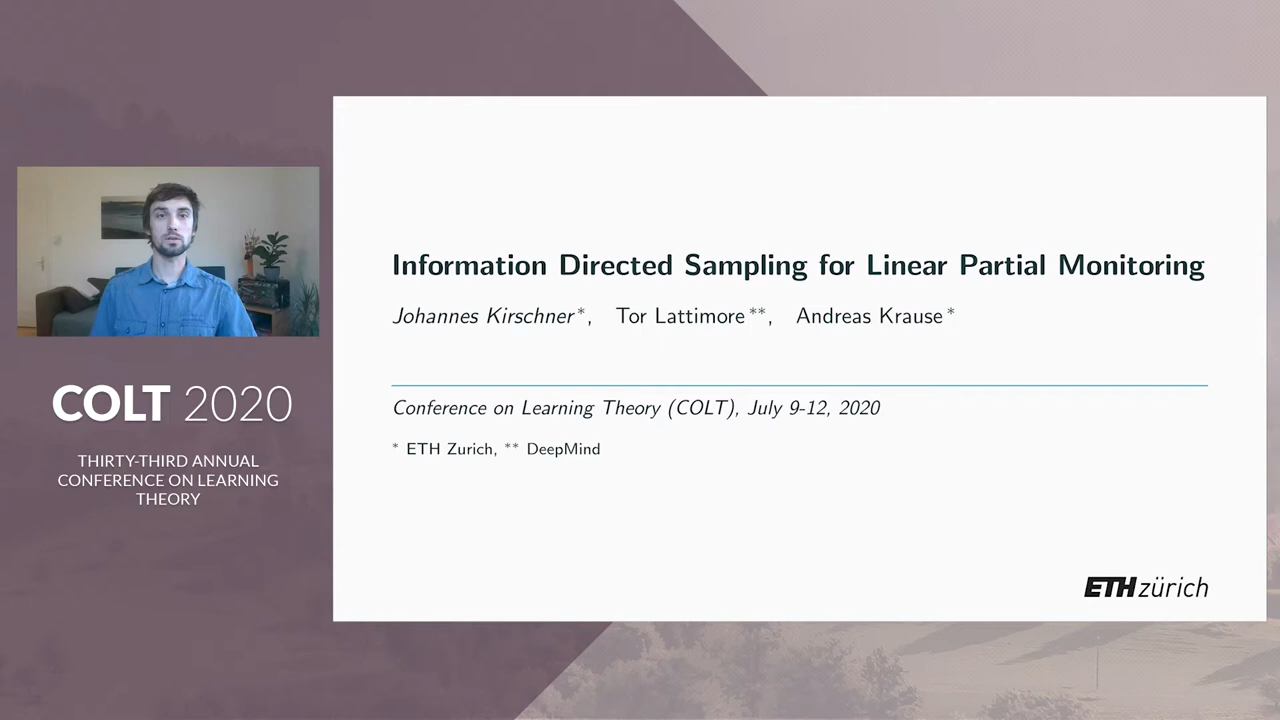 COLT 2020
THIRTY-THIRD ANNUAL
CONFERENCE ON LEARNING
THEORY
Information Directed Sampling for Linear Partial Monitoring
Johannes Kirschner*, Tor Lattimore**, Andreas Krause*
Conference on Learning Theory (COLT), July 9-12, 2020
* ETH Zurich, ** DeepMind
ETH zürich